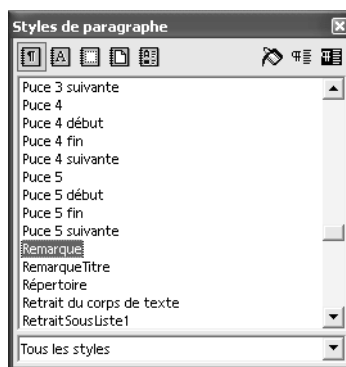 Styles de paragraphe
Puce 3 suivante
Puce 4
Puce 4 début
Puce 4 fin
Puce 4 suivante
Puce 5
Puce 5 début
Puce 5 fin
Puce 5 suivante
Remarque
RemarqueTitre
Répertoire
Retrait du corps de texte
RetraitSousListe1
Tous les styles